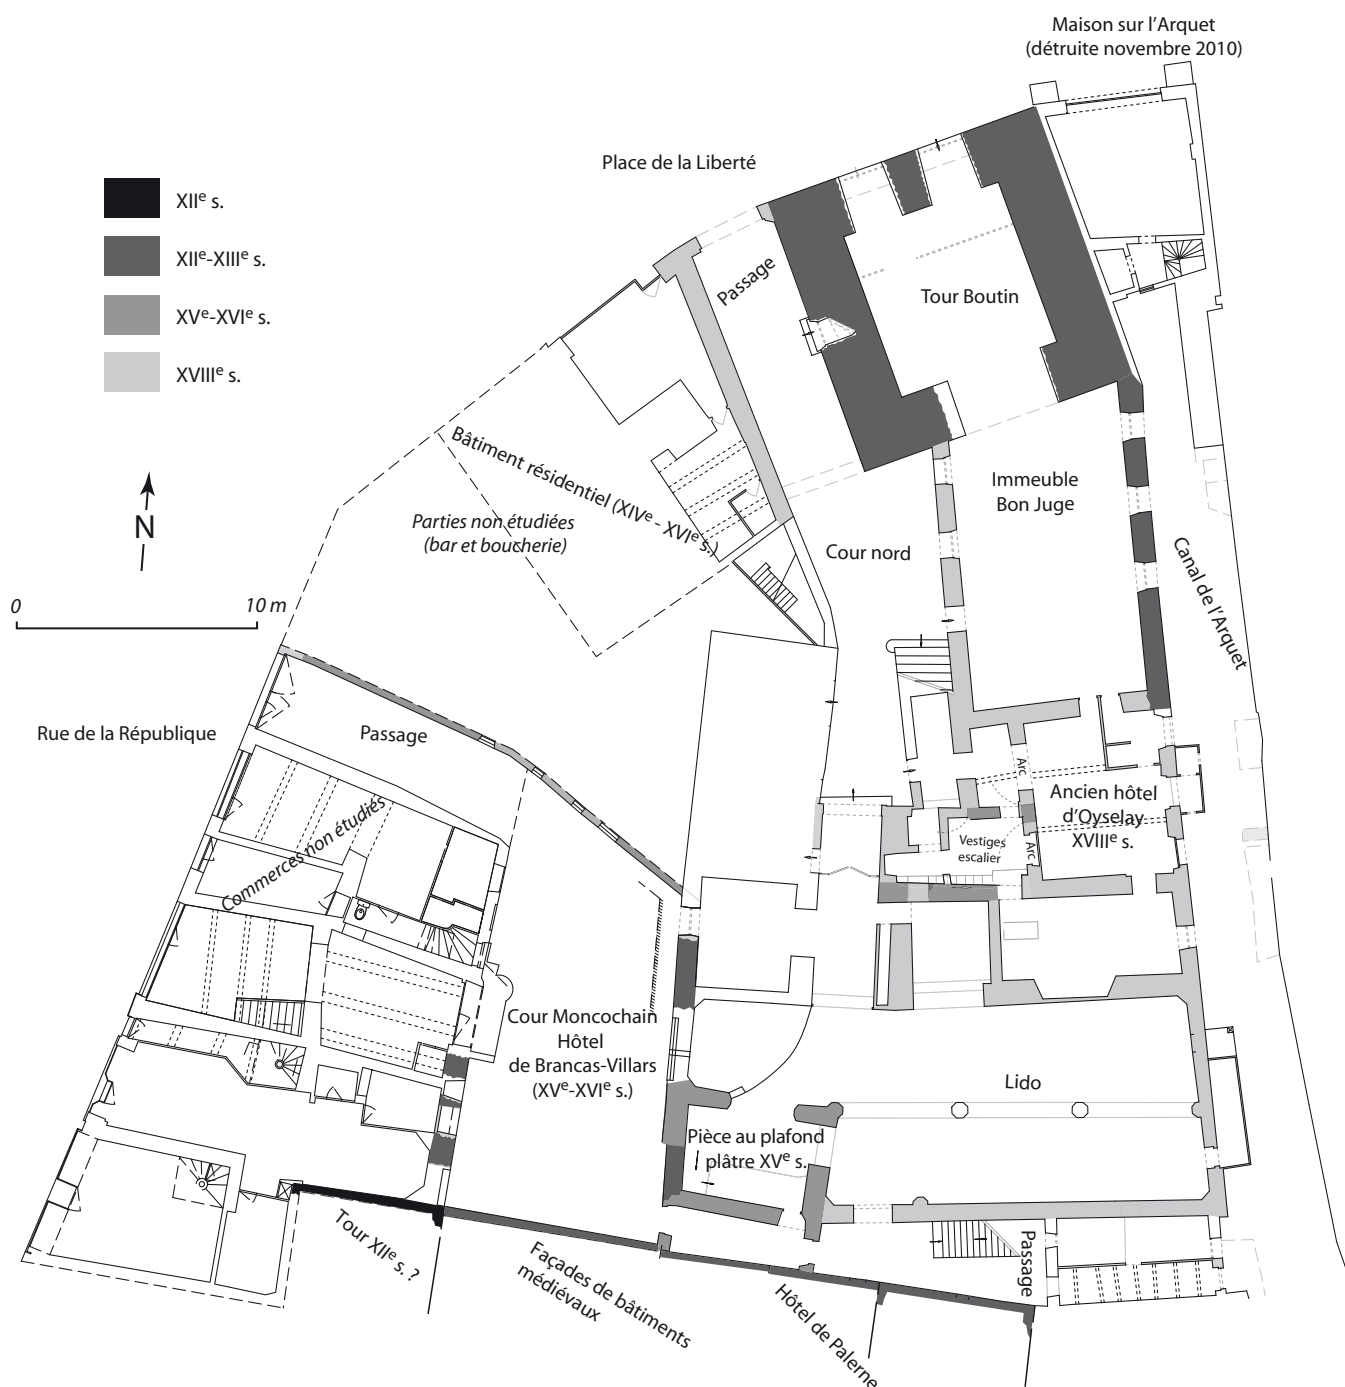 Maison sur l'Arquet
(détruite novembre 2010)
Place de la Liberté
XIIe s.
XIIe-XIIIe s.
XVe-XVIe s.
XVIIIe s.
Passage
Tour Boutin
Bâtiment résidentiel (XIVe - XVIe s.)
Parties non étudiées
(bar et boucherie)
Immeuble
Bon Juge
N
Cour nord
Canal de l'Arquet
0 10 m
Rue de la République
Passage
Arc
Ancien hôtel
d'Oyselay
XVIIIe s.
Commerces non étudiés
Vestiges
escalier
Arc
Cour Moncochain
Hôtel
de Brancas-Villars
(XVe-XVIe s.)
Lido
Pièce au plafond
plâtre XVe s.
Tour XIIe s. ?
Façades de bâtiments
médiévaux
Passage
Hôtel de Palerne